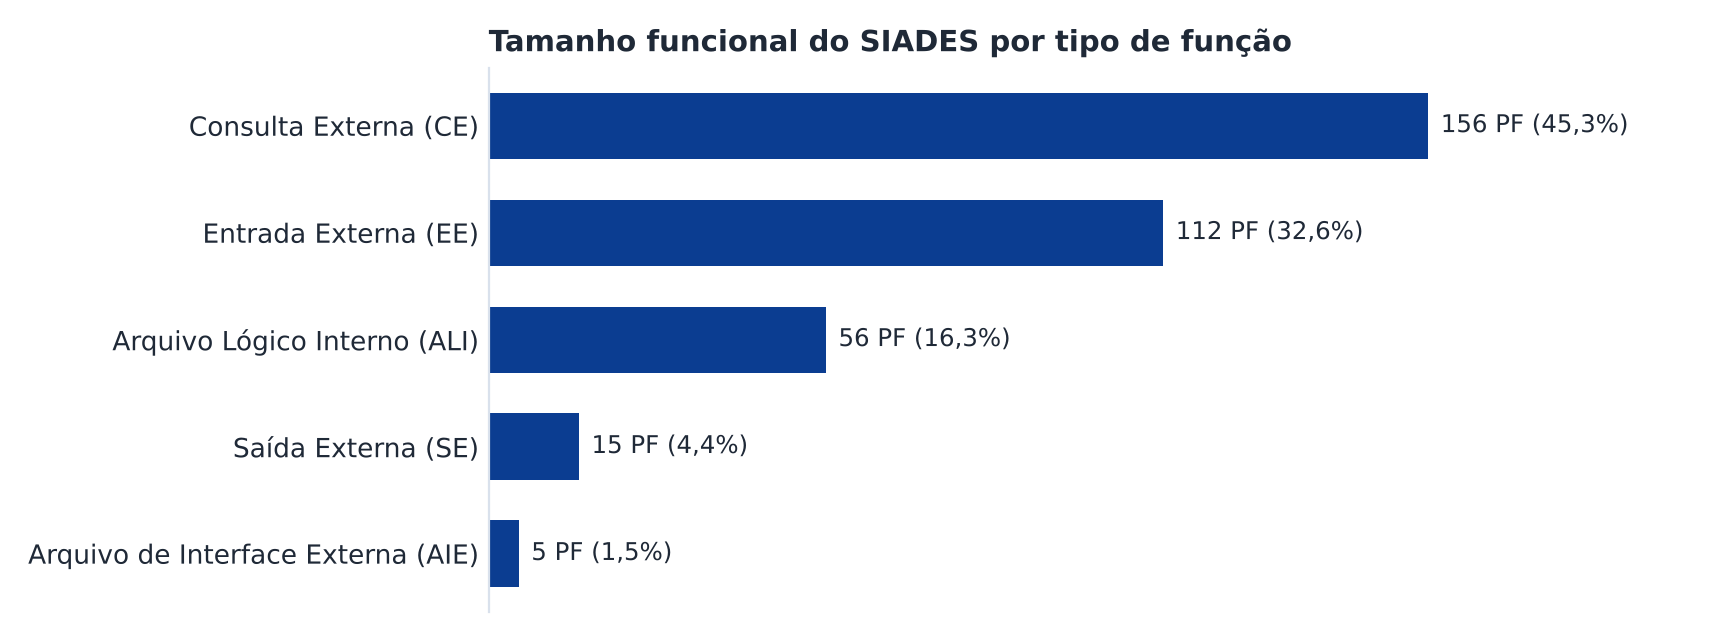 Tamanho funcional do SIADES por tipo de função
Consulta Externa (CE) 156 PF (45,3%)
Entrada Externa (EE) 112 PF (32,6%)
Arquivo Lógico Interno (ALI) 56 PF (16,3%)
Saída Externa (SE) 15 PF (4,4%)
Arquivo de Interface Externa (AIE) 5 PF (1,5%)